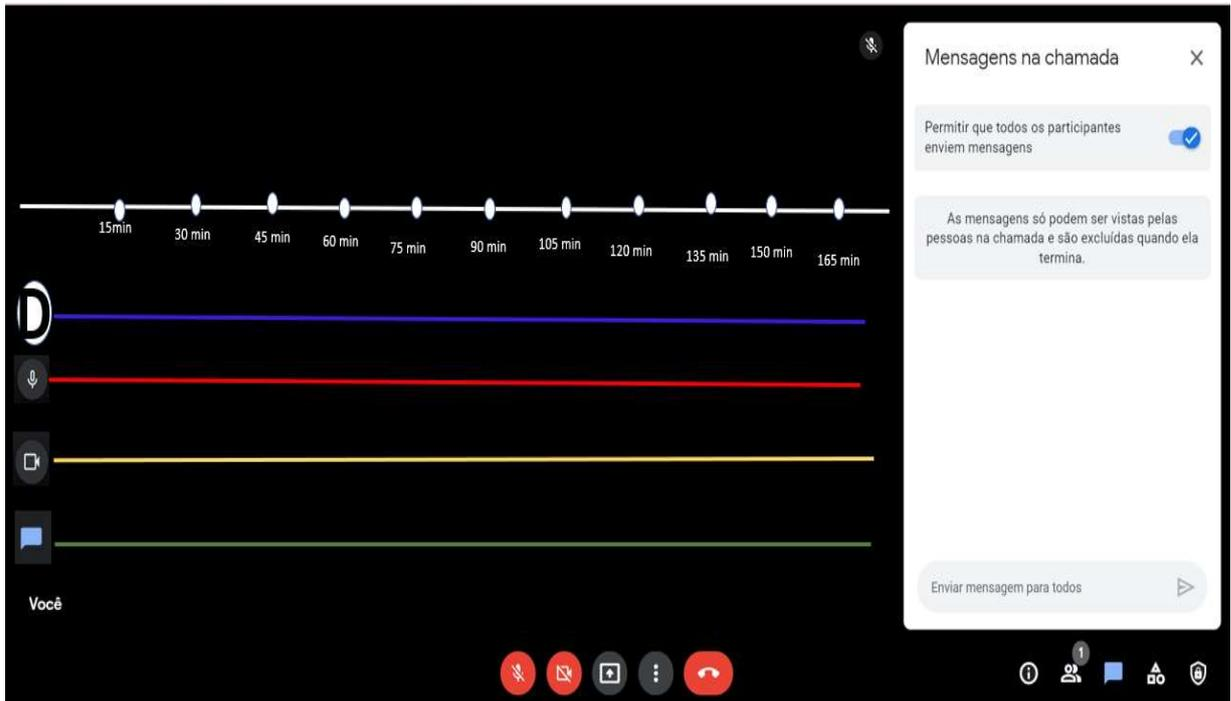 Mensagens na chamada
Permitir que todos os participantes
enviem mensagens
As mensagens só podem ser vistas pelas
pessoas na chamada e são excluídas quando ela
termina.
15min
30 min
45 min
60 min
75 min
90 min
105 min
120 min
135 min
150 min
165 min
D
Você
Enviar mensagem para todos
1